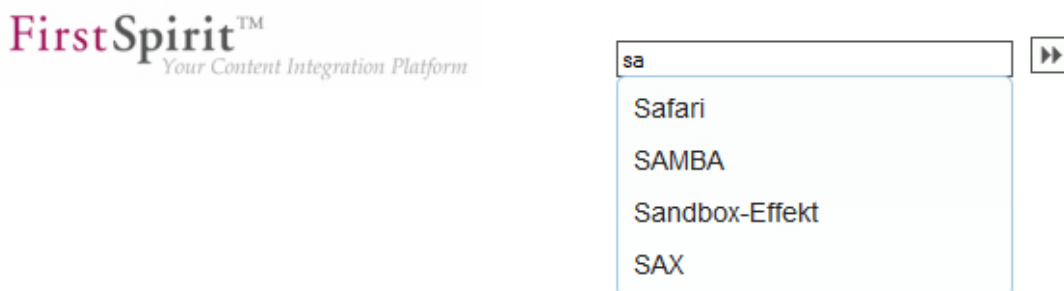 FirstSpirit™
Your Content Integration Platform
sa
Safari
SAMBA
Sandbox-Effekt
SAX